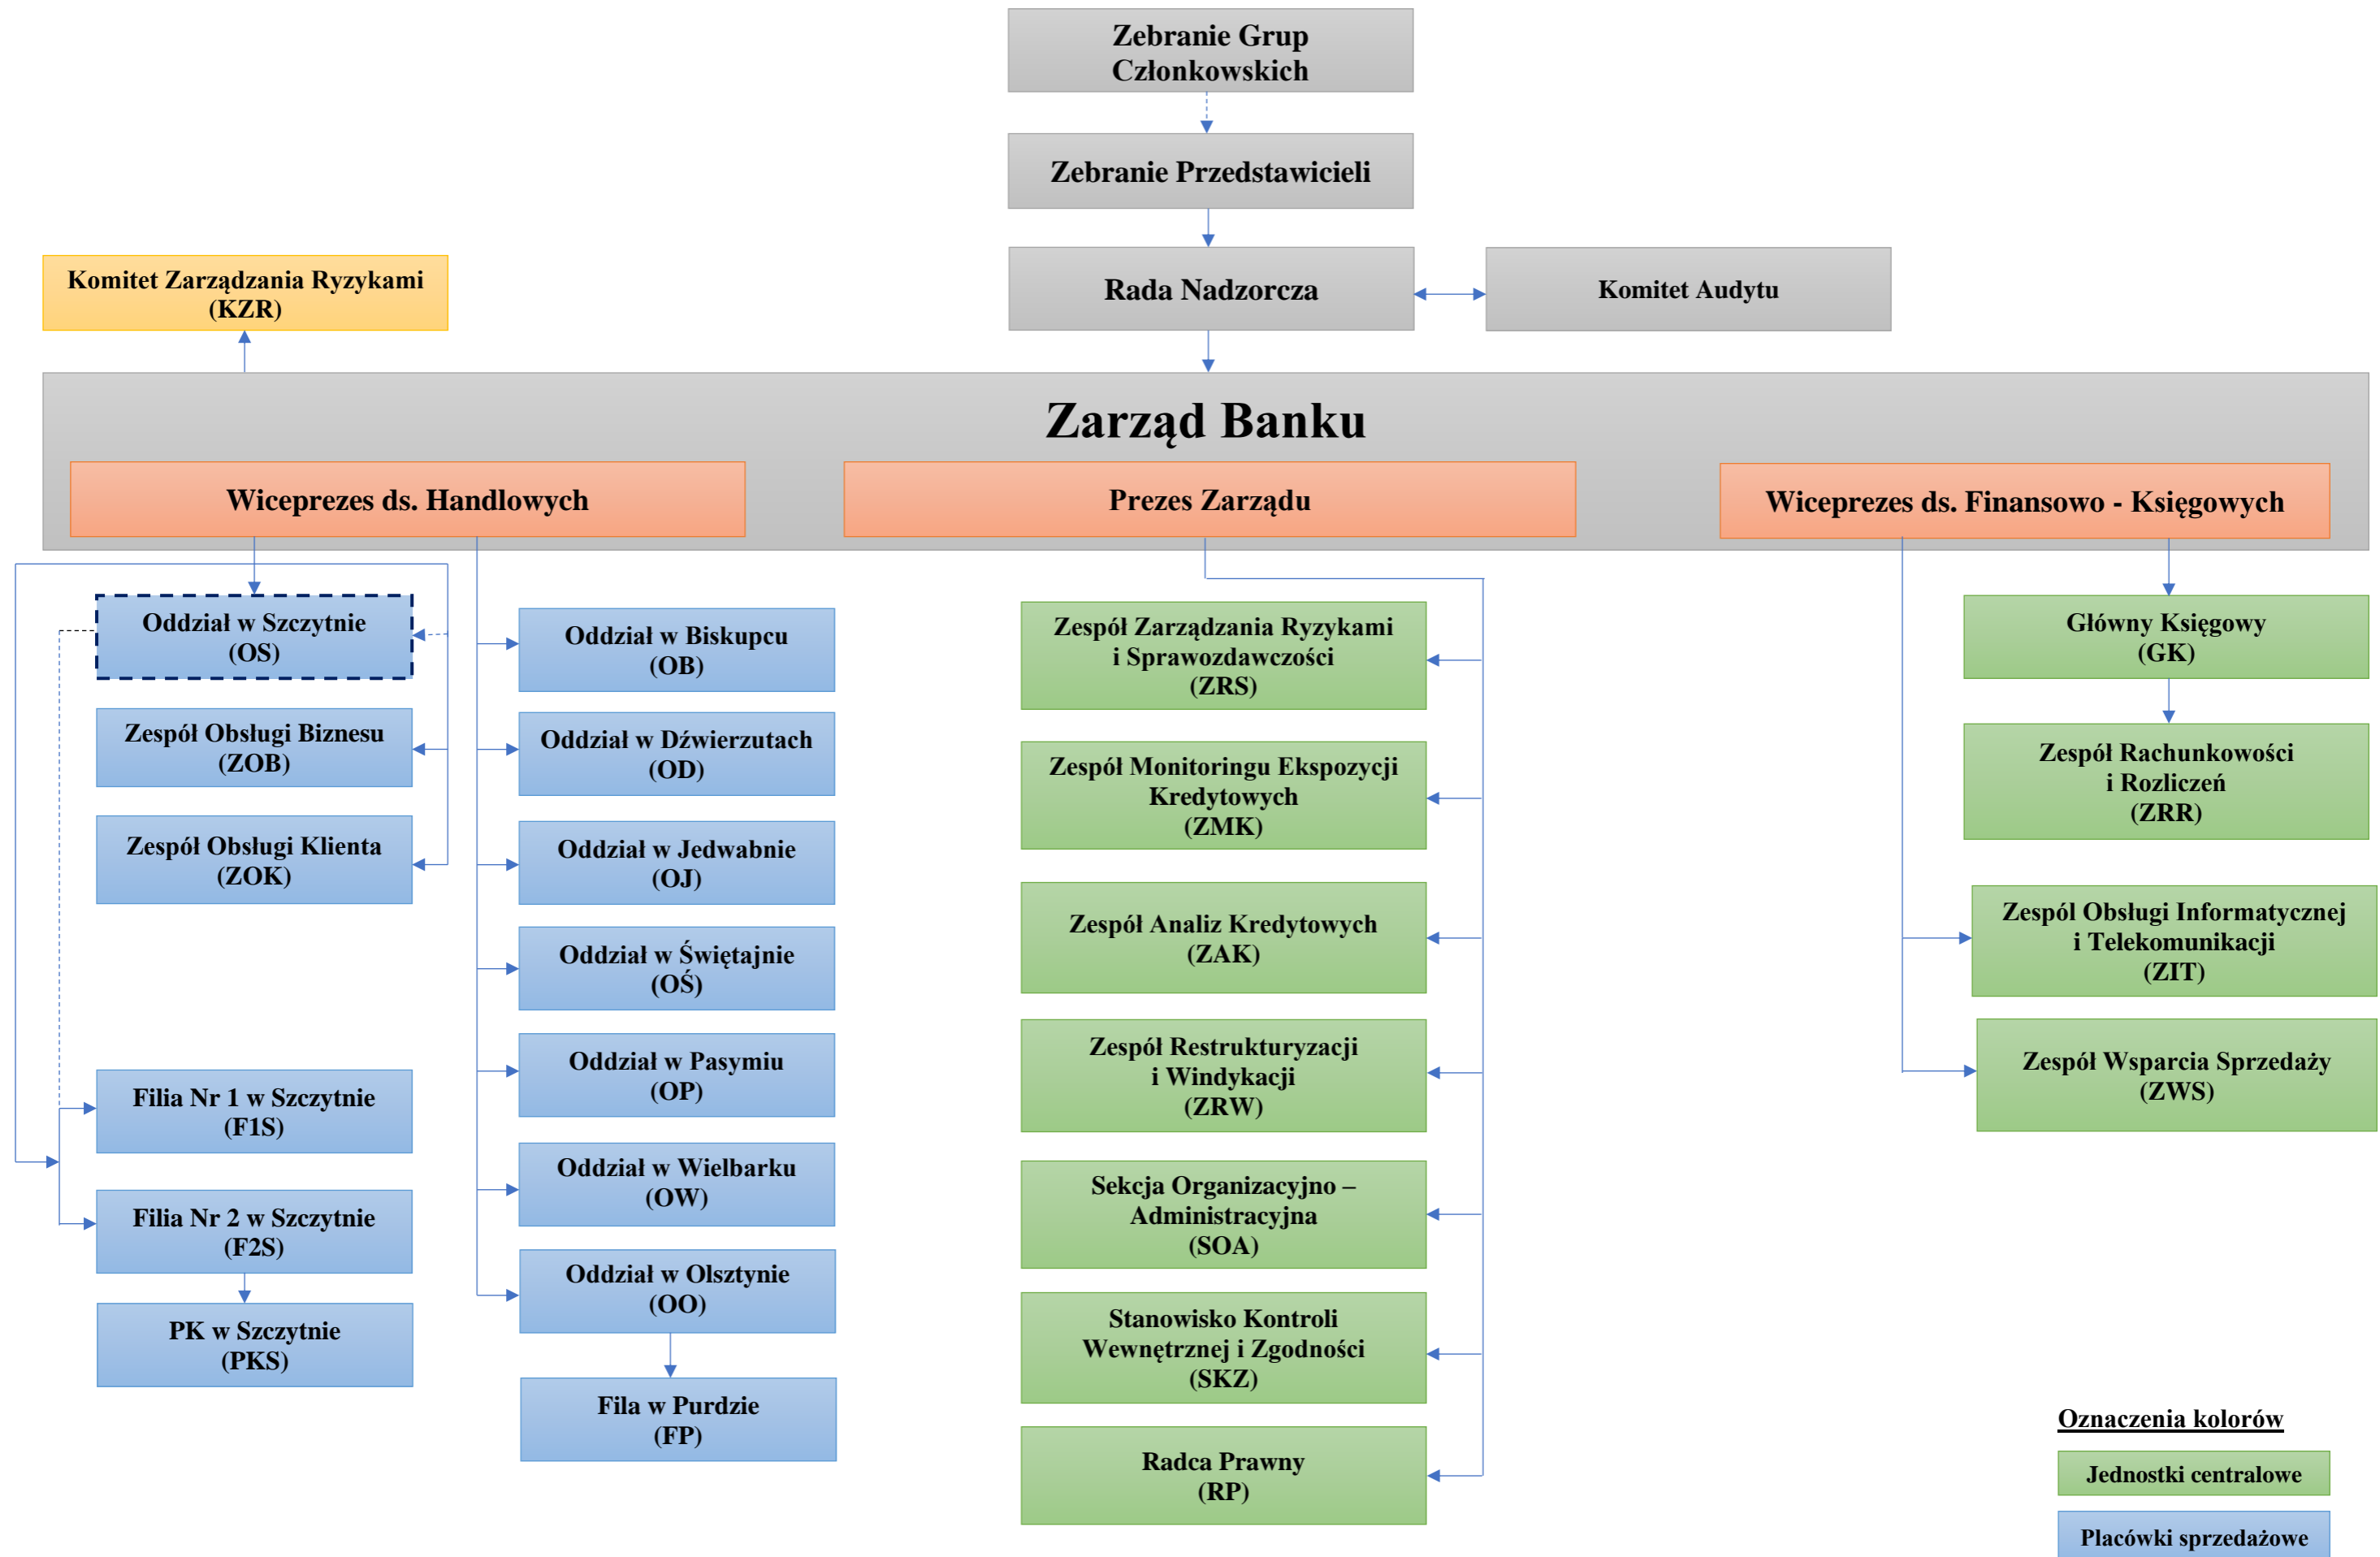 Zebranie Grup
Członkowskich
Zebranie Przedstawicieli
Rada Nadzorcza
Komitet Audytu
Komitet Zarządzania Ryzykami
(KZR)
Zarząd Banku
Wiceprezes ds. Handlowych
Prezes Zarządu
Wiceprezes ds. Finansowo - Księgowych
Oddział w Szczytnie
(OS)
Zespół Obsługi Biznesu
(ZOB)
Zespół Obsługi Klienta
(ZOK)
Filia Nr 1 w Szczytnie
(F1S)
Filia Nr 2 w Szczytnie
(F2S)
PK w Szczytnie
(PKS)
Oddział w Biskupcu
(OB)
Oddział w Dźwierzutach
(OD)
Oddział w Jedwabnie
(OJ)
Oddział w Świętajnie
(OŚ)
Oddział w Pasymiu
(OP)
Oddział w Wielbarku
(OW)
Oddział w Olsztynie
(OO)
Fila w Purdzie
(FP)
Zespół Zarządzania Ryzykami
i Sprawozdawczości
(ZRS)
Zespół Monitoringu Ekspozycji
Kredytowych
(ZMK)
Zespół Analiz Kredytowych
(ZAK)
Zespół Restrukturyzacji
i Windykacji
(ZRW)
Sekcja Organizacyjno –
Administracyjna
(SOA)
Stanowisko Kontroli
Wewnętrznej i Zgodności
(SKZ)
Radca Prawny
(RP)
Główny Księgowy
(GK)
Zespół Rachunkowości
i Rozliczeń
(ZRR)
Zespól Obsługi Informatycznej
i Telekomunikacji
(ZIT)
Zespół Wsparcia Sprzedaży
(ZWS)
Oznaczenia kolorów
Jednostki centralowe
Placówki sprzedażowe